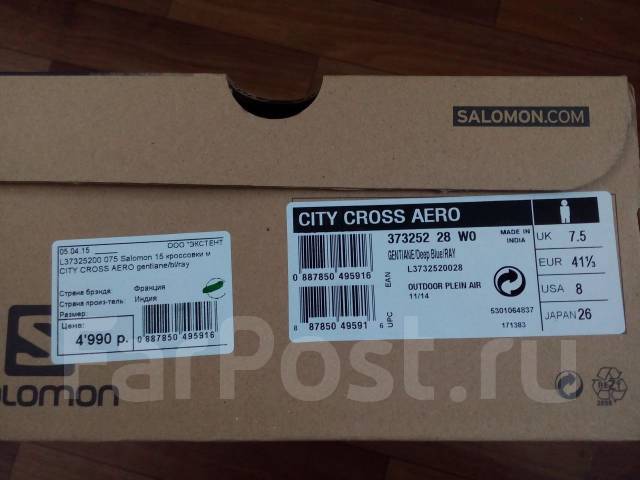 SALOMON.COM
05.04.15 ООО "ЭКСТЕНТ
L37325200 075 Salomon 15 кроссовки м
CITY CROSS AERO gentiane/bl/ray
Страна брэнда: Франция
Страна произ-тель: Индия
Размер:
Цена:
4'990 р.
0 887850 495916
CITY CROSS AERO
373252 28 W0
MADE IN INDIA
GENTIANE/Deep Blue/RAY
L3732520028
0 887850 495916
EAN
OUTDOOR PLEIN AIR
11/14
8 87850 49591 6
UPC
5301064837
171383
UK 7.5
EUR 41⅓
USA 8
JAPAN 26
salomon
FarPost.ru